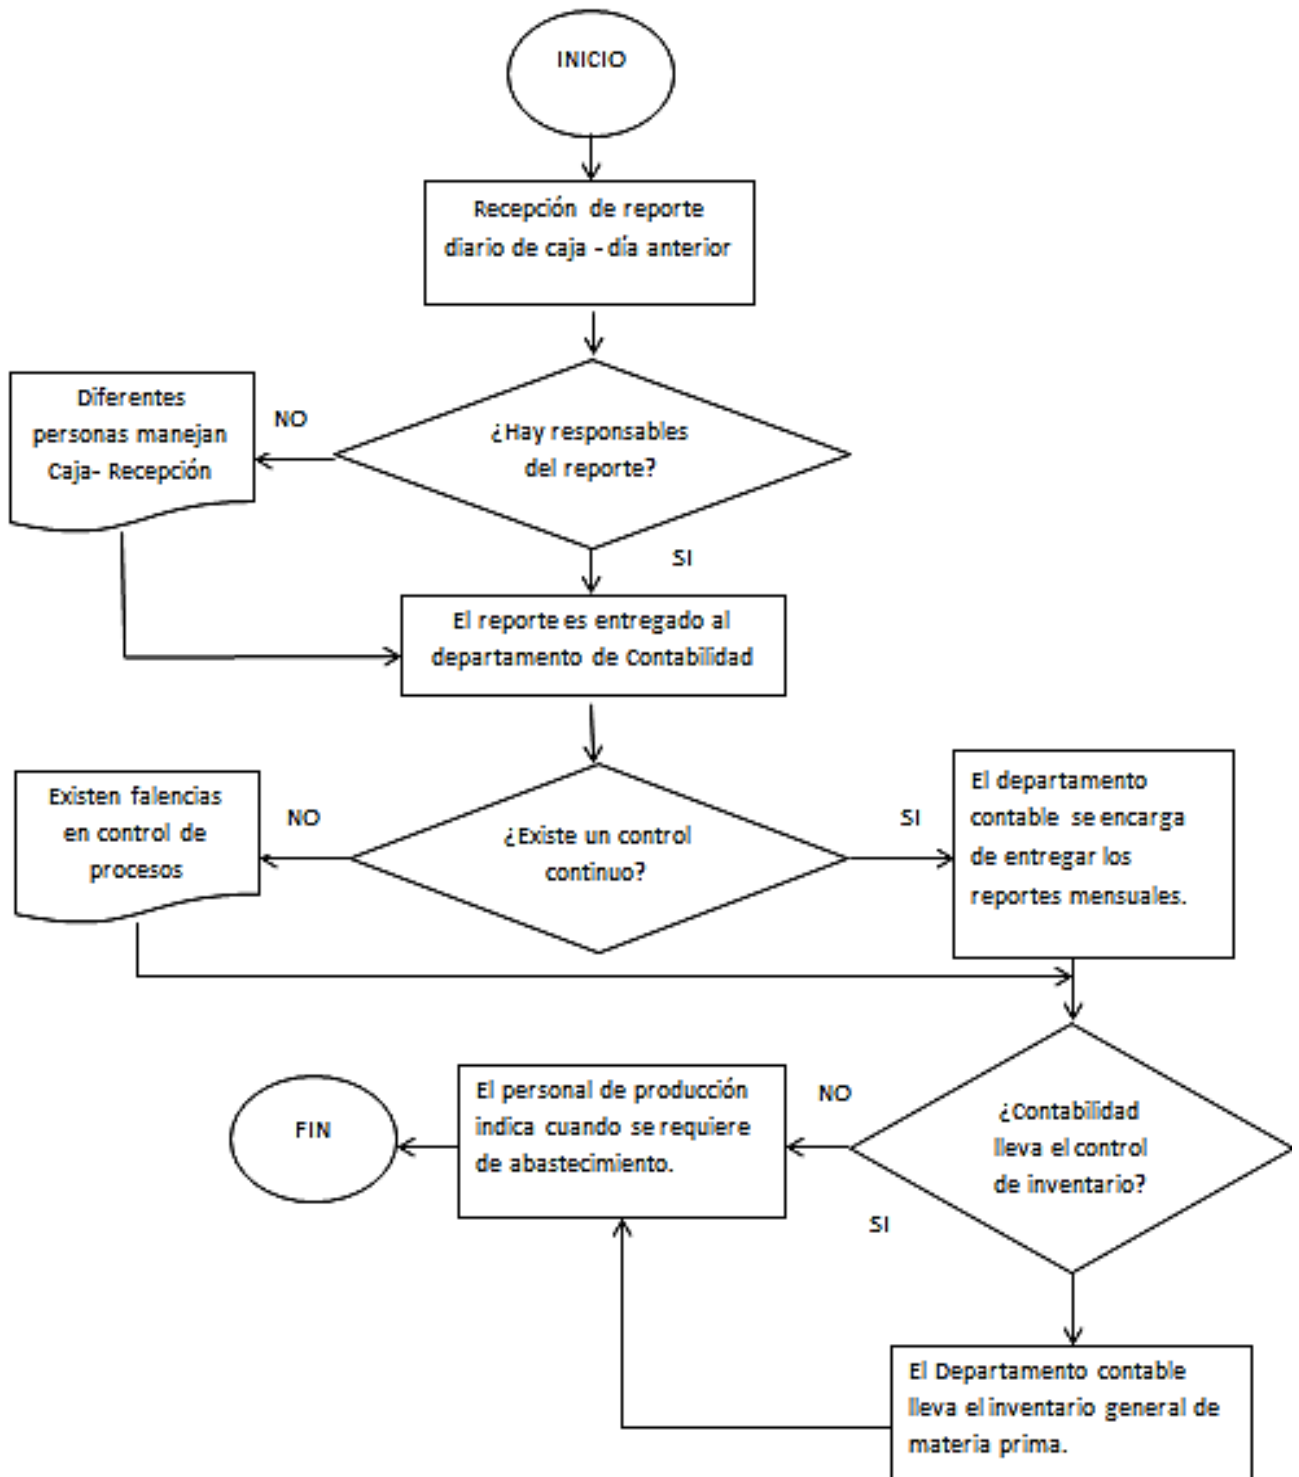 INICIO
Recepción de reporte
diario de caja - día anterior
Diferentes
personas manejan
Caja- Recepción
NO
¿Hay responsables
del reporte?
SI
El reporte es entregado al
departamento de Contabilidad
Existen falencias
en control de
procesos
NO
¿Existe un control
continuo?
SI
El departamento
contable se encarga
de entregar los
reportes mensuales.
FIN
El personal de producción
indica cuando se requiere
de abastecimiento.
NO
¿Contabilidad
lleva el control
de inventario?
SI
El Departamento contable
lleva el inventario general de
materia prima.